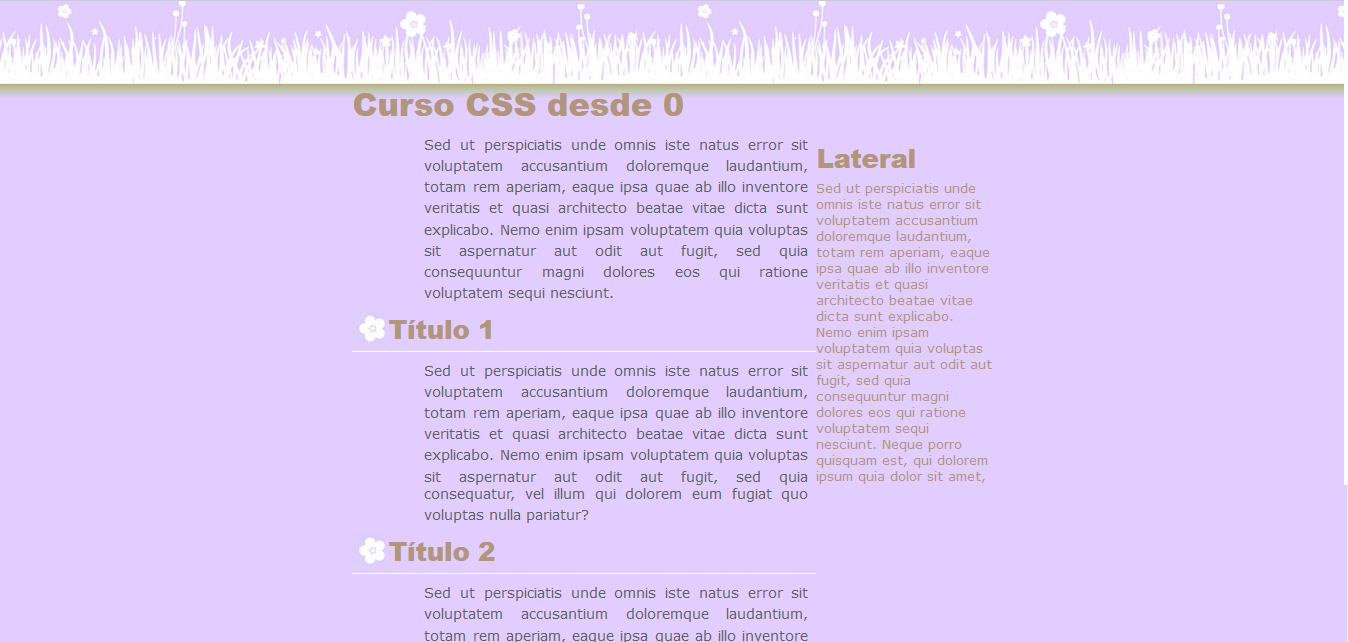 Curso CSS desde 0
Sed ut perspiciatis unde omnis iste natus error sit
voluptatem accusantium doloremque laudantium,
totam rem aperiam, eaque ipsa quae ab illo inventore
veritatis et quasi architecto beatae vitae dicta sunt
explicabo. Nemo enim ipsam voluptatem quia voluptas
sit aspernatur aut odit aut fugit, sed quia
consequuntur magni dolores eos qui ratione
voluptatem sequi nesciunt.
Título 1
Sed ut perspiciatis unde omnis iste natus error sit
voluptatem accusantium doloremque laudantium,
totam rem aperiam, eaque ipsa quae ab illo inventore
veritatis et quasi architecto beatae vitae dicta sunt
explicabo. Nemo enim ipsam voluptatem quia voluptas
sit aspernatur aut odit aut fugit, sed quia
consequatur, vel illum qui dolorem eum fugiat quo
voluptas nulla pariatur?
Título 2
Sed ut perspiciatis unde omnis iste natus error sit
voluptatem accusantium doloremque laudantium,
totam rem aperiam, eaque ipsa quae ab illo inventore
Lateral
Sed ut perspiciatis unde
omnis iste natus error sit
voluptatem accusantium
doloremque laudantium,
totam rem aperiam, eaque
ipsa quae ab illo inventore
veritatis et quasi
architecto beatae vitae
dicta sunt explicabo.
Nemo enim ipsam
voluptatem quia voluptas
sit aspernatur aut odit aut
fugit, sed quia
consequuntur magni
dolores eos qui ratione
voluptatem sequi
nesciunt. Neque porro
quisquam est, qui dolorem
ipsum quia dolor sit amet,